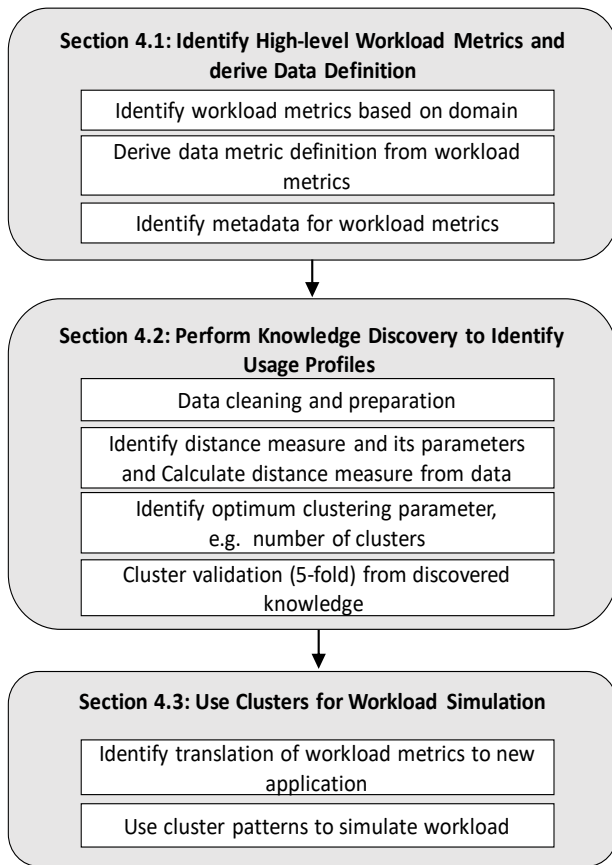 Section 4.1: Identify High-level Workload Metrics and
derive Data Definition
Identify workload metrics based on domain
Derive data metric definition from workload
metrics
Identify metadata for workload metrics
Section 4.2: Perform Knowledge Discovery to Identify
Usage Profiles
Data cleaning and preparation
Identify distance measure and its parameters
and Calculate distance measure from data
Identify optimum clustering parameter,
e.g. number of clusters
Cluster validation (5-fold) from discovered
knowledge
Section 4.3: Use Clusters for Workload Simulation
Identify translation of workload metrics to new
application
Use cluster patterns to simulate workload